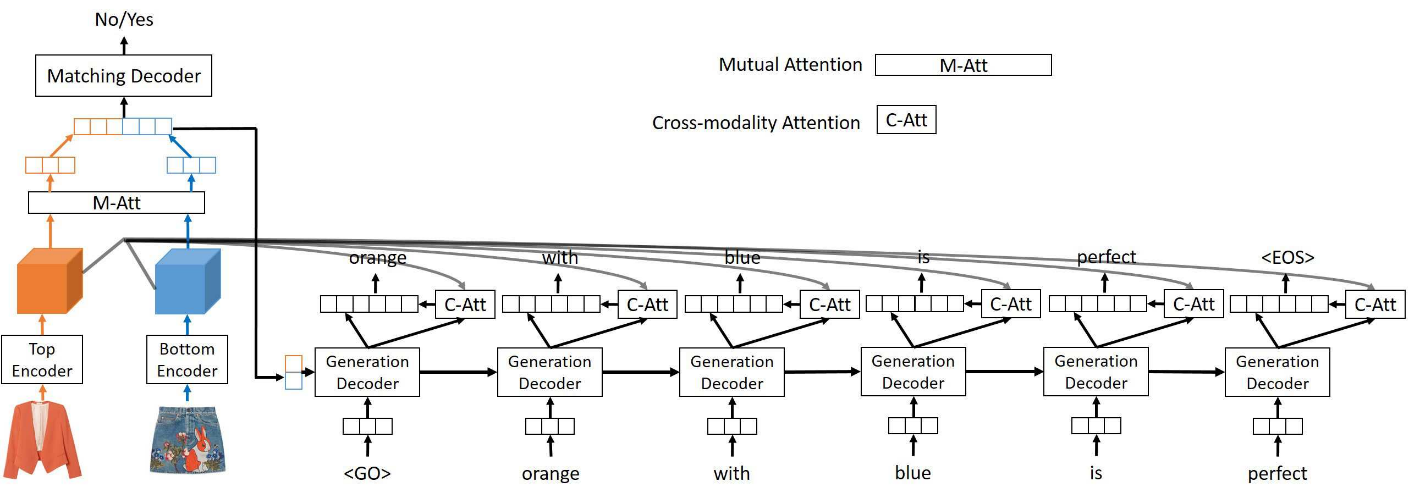 No/Yes
Matching Decoder
M-Att
Top
Encoder
Bottom
Encoder
Mutual Attention M-Att
Cross-modality Attention C-Att
orange with blue is perfect <EOS>
C-Att C-Att C-Att C-Att C-Att C-Att
Generation Generation Generation Generation Generation Generation
Decoder Decoder Decoder Decoder Decoder Decoder
<GO> orange with blue is perfect